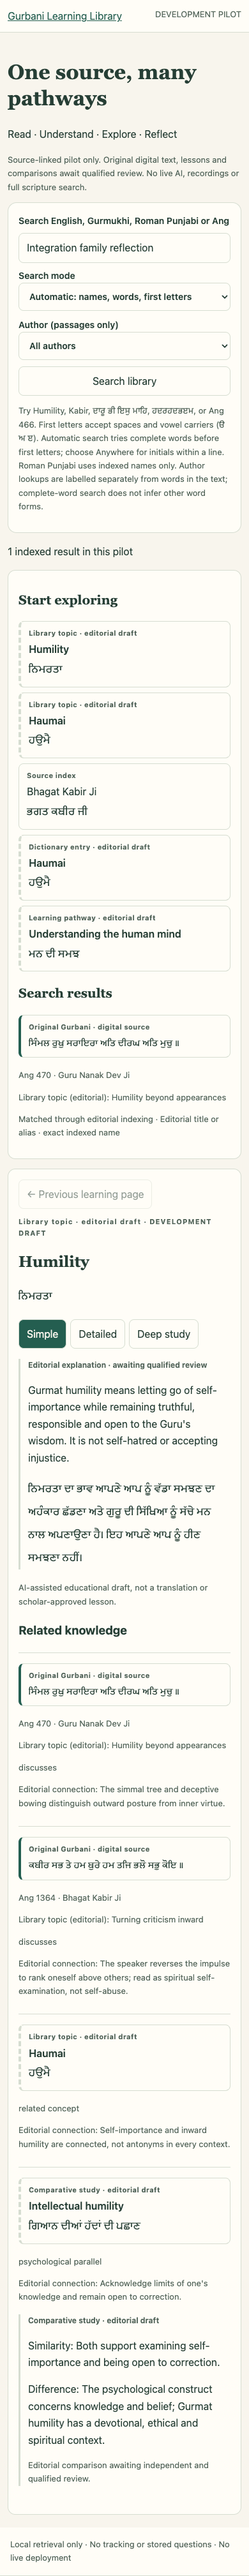 Gurbani Learning Library
DEVELOPMENT PILOT
One source, many
pathways
Read · Understand · Explore · Reflect
Source-linked pilot only. Original digital text, lessons and
comparisons await qualified review. No live AI, recordings or
full scripture search.
Search English, Gurmukhi, Roman Punjabi or Ang
Integration family reflection
Search mode
Automatic: names, words, first letters
Author (passages only)
All authors
Search library
Try Humility, Kabir,
or Ang
466. First letters accept spaces and vowel carriers (ੳ
ਅ ੲ). Automatic search tries complete words before
first letters; choose Anywhere for initials within a line.
Roman Punjabi uses indexed names only. Author
lookups are labelled separately from words in the text;
complete-word search does not infer other word
forms.
1 indexed result in this pilot
Start exploring
Library topic · editorial draft
Humility
ਨਿਮਰਤਾ
Library topic · editorial draft
Haumai
ਹਉਮੈ
Source index
Bhagat Kabir Ji
ਭਗਤ ਕਬੀਰ ਜੀ
Dictionary entry · editorial draft
Haumai
ਹਉਮੈ
Learning pathway · editorial draft
Understanding the human mind
ਮਨ ਦੀ ਸਮਝ
Search results
Original Gurbani · digital source
ਸਿੰਮਲ ਰੁਖੁ ਸਰਾਇਰਾ ਅਤਿ ਦੀਰਘ ਅਤਿ ਮੁਚੁ ॥
Ang 470 · Guru Nanak Dev Ji
Library topic (editorial): Humility beyond appearances
Matched through editorial indexing · Editorial title or
alias · exact indexed name
← Previous learning page
Library topic · editorial draft · DEVELOPMENT
DRAFT
Humility
ਨਿਮਰਤਾ
Simple
Detailed
Deep study
Editorial explanation · awaiting qualified review
Gurmat humility means letting go of self-
importance while remaining truthful,
responsible and open to the Guru's
wisdom. It is not self-hatred or accepting
injustice.
ਨਿਮਰਤਾ ਦਾ ਭਾਵ ਆਪਣੇ ਆਪ ਨੂੰ ਵੱਡਾ ਸਮਝਣ ਦਾ
ਅਹੰਕਾਰ ਛੱਡਣਾ ਅਤੇ ਗੁਰੂ ਦੀ ਸਿੱਖਿਆ ਨੂੰ ਸੱਚੇ ਮਨ
ਨਾਲ ਅਪਣਾਉਣਾ ਹੈ। ਇਹ ਆਪਣੇ ਆਪ ਨੂੰ ਹੀਣ
ਸਮਝਣਾ ਨਹੀਂ।
AI-assisted educational draft, not a translation or
scholar-approved lesson.
Related knowledge
Original Gurbani · digital source
ਸਿੰਮਲ ਰੁਖੁ ਸਰਾਇਰਾ ਅਤਿ ਦੀਰਘ ਅਤਿ ਮੁਚੁ ॥
Ang 470 · Guru Nanak Dev Ji
Library topic (editorial): Humility beyond appearances
discusses
Editorial connection: The simmal tree and deceptive
bowing distinguish outward posture from inner virtue.
Original Gurbani · digital source
ਕਬੀਰ ਸਭ ਤੇ ਹਮ ਬੁਰੇ ਹਮ ਤਜਿ ਭਲੋ ਸਭੁ ਕੋਇ ॥
Ang 1364 · Bhagat Kabir Ji
Library topic (editorial): Turning criticism inward
discusses
Editorial connection: The speaker reverses the impulse
to rank oneself above others; read as spiritual self-
examination, not self-abuse.
Library topic · editorial draft
Haumai
ਹਉਮੈ
related concept
Editorial connection: Self-importance and inward
humility are connected, not antonyms in every context.
Comparative study · editorial draft
Intellectual humility
ਗਿਆਨ ਦੀਆਂ ਹੱਦਾਂ ਦੀ ਪਛਾਣ
psychological parallel
Editorial connection: Acknowledge limits of one's
knowledge and remain open to correction.
Comparative study · editorial draft
Similarity: Both support examining self-
importance and being open to correction.
Difference: The psychological construct
concerns knowledge and belief; Gurmat
humility has a devotional, ethical and
spiritual context.
Editorial comparison awaiting independent and
qualified review.
Local retrieval only · No tracking or stored questions · No
live deployment